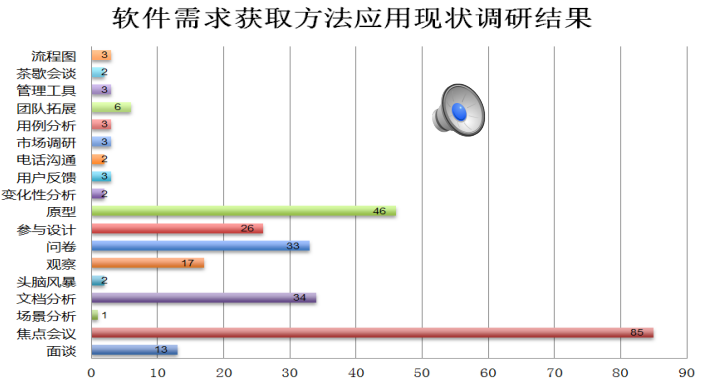 软件需求获取方法应用现状调研结果
流程图 3
茶歇会谈 2
管理工具 3
团队拓展 6
用例分析 3
市场调研 3
电话沟通 2
用户反馈 3
变化性分析 2
原型 46
参与设计 26
问卷 33
观察 17
头脑风暴 2
文档分析 34
场景分析 1
焦点会议 85
面谈 13
0 10 20 30 40 50 60 70 80 90